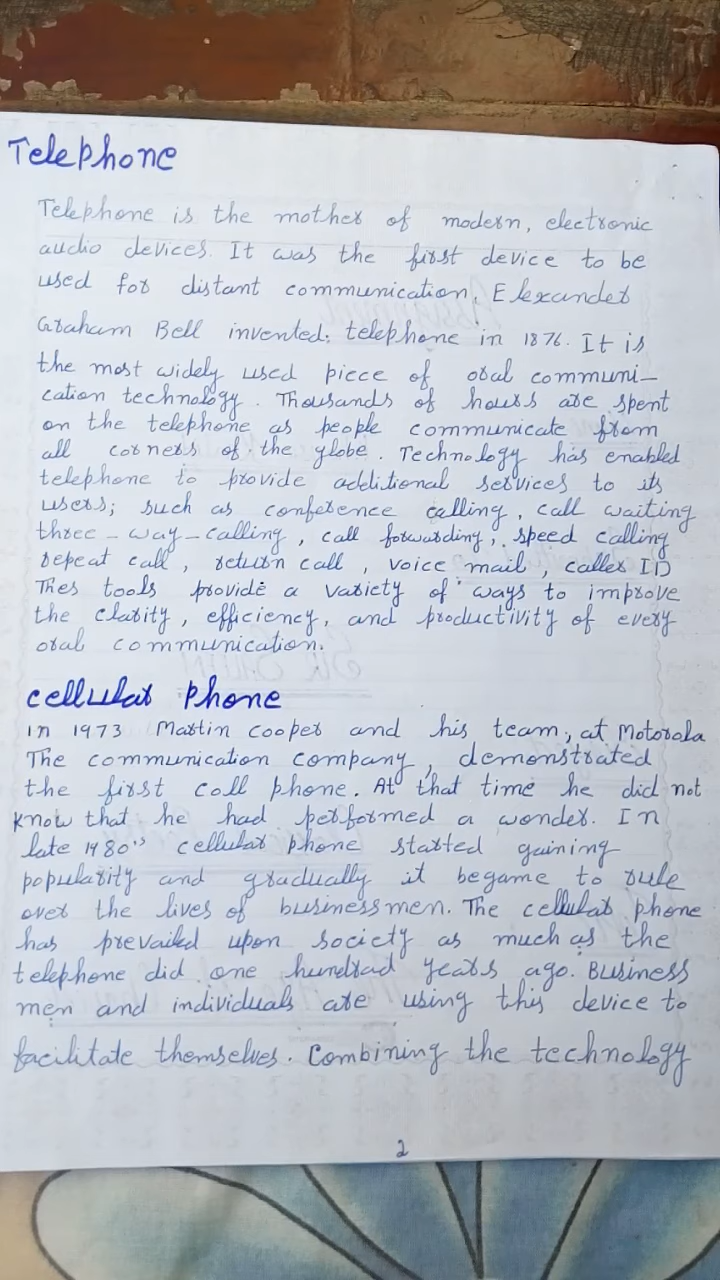 Telephone
Telephone is the mother of modern, electronic
audio devices. It was the first device to be
used for distant communication. Elexander
Graham Bell invented. telephone in 1876. It is
the most widely used piece of oral communi-
cation technology. Thousands of hours are spent
on the telephone as people communicate from
all corners of the globe. Technology has enabled
telephone to provide additional services to its
users; such as conference calling, call waiting
three-way-calling, call forwarding, speed calling
repeat call, return call, voice mail, caller ID
Thes tools provide a variety of ways to improve
the clarity, efficiency, and productivity of every
oral communication.
cellular phone
in 1973 Martin cooper and his team, at Motorola
The communication company, demonstrated
the first coll phone. At that time he did not
know that he had performed a wonder. In
late 1980's cellular phone started gaining
popularity and gradually it begame to rule
over the lives of businessmen. The cellular phone
has prevailed upon society as much as the
telephone did one hundrad years ago. Business
men and individuals are using this device to
facilitate themselves. Combining the technology
2